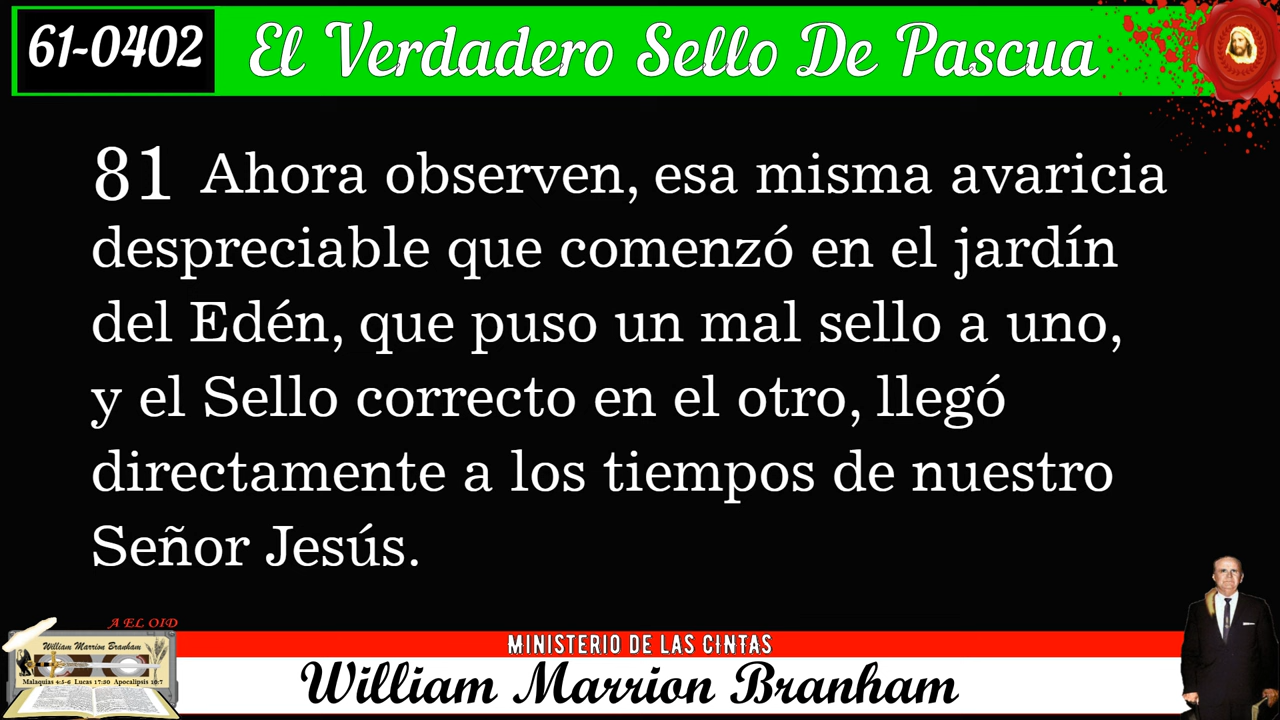 61-0402
El Verdadero Sello De Pascua
81 Ahora observen, esa misma avaricia
despreciable que comenzó en el jardín
del Edén, que puso un mal sello a uno,
y el Sello correcto en el otro, llegó
directamente a los tiempos de nuestro
Señor Jesús.
A EL OID
William Marrion Branham
Malaquias 4:5-6 Lucas 17:30 Apocalipsis 10:7
MINISTERIO DE LAS CINTAS
William Marrion Branham